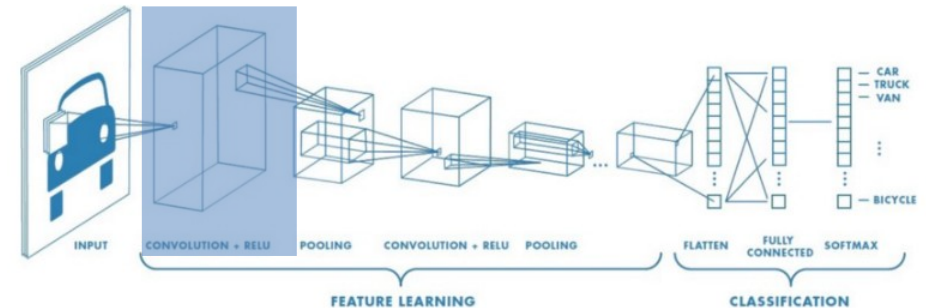 CAR
TRUCK
VAN
BICYCLE
INPUT CONVOLUTION + RELU POOLING CONVOLUTION + RELU POOLING FLATTEN FULLY CONNECTED SOFTMAX
FEATURE LEARNING CLASSIFICATION